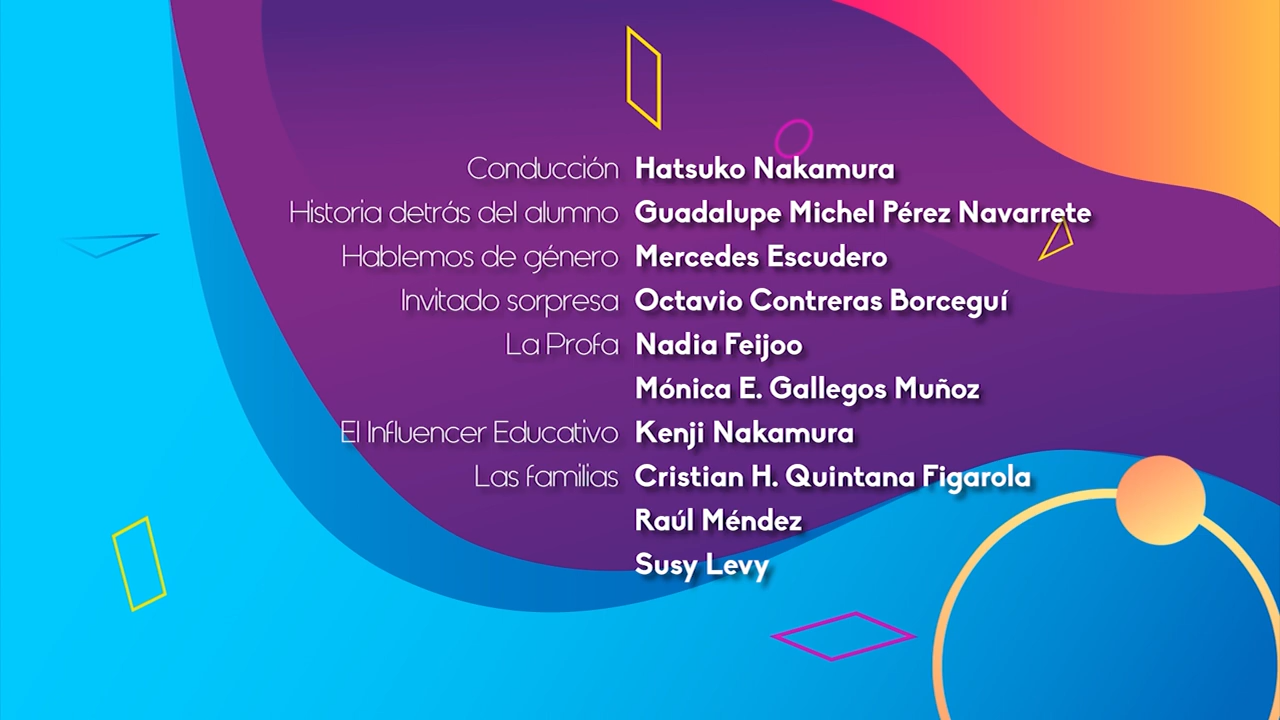 Conducción Hatsuko Nakamura
Historia detrás del alumno Guadalupe Michel Pérez Navarrete
Hablemos de género Mercedes Escudero
Invitado sorpresa Octavio Contreras Borceguí
La Profa Nadia Feijoo
Mónica E. Gallegos Muñoz
El Influencer Educativo Kenji Nakamura
Las familias Cristian H. Quintana Figarola
Raúl Méndez
Susy Levy